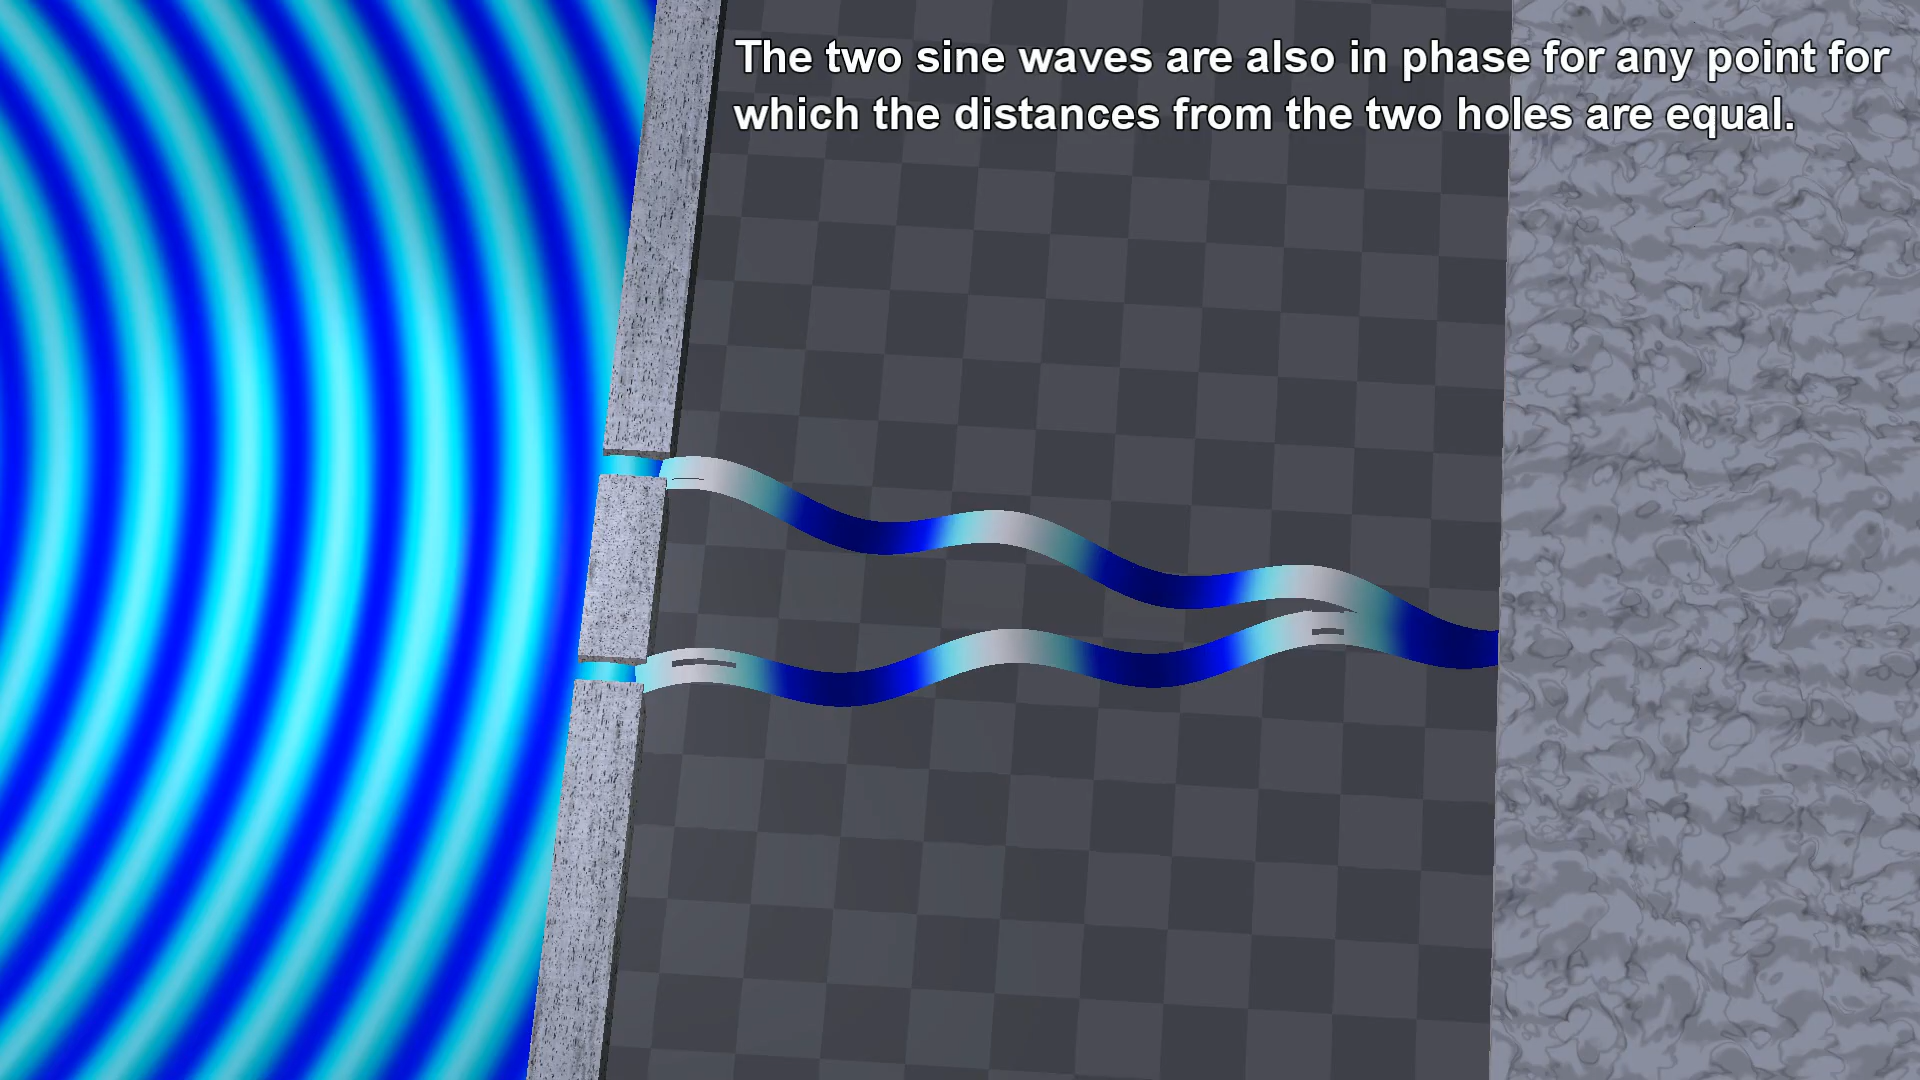 The two sine waves are also in phase for any point for
which the distances from the two holes are equal.